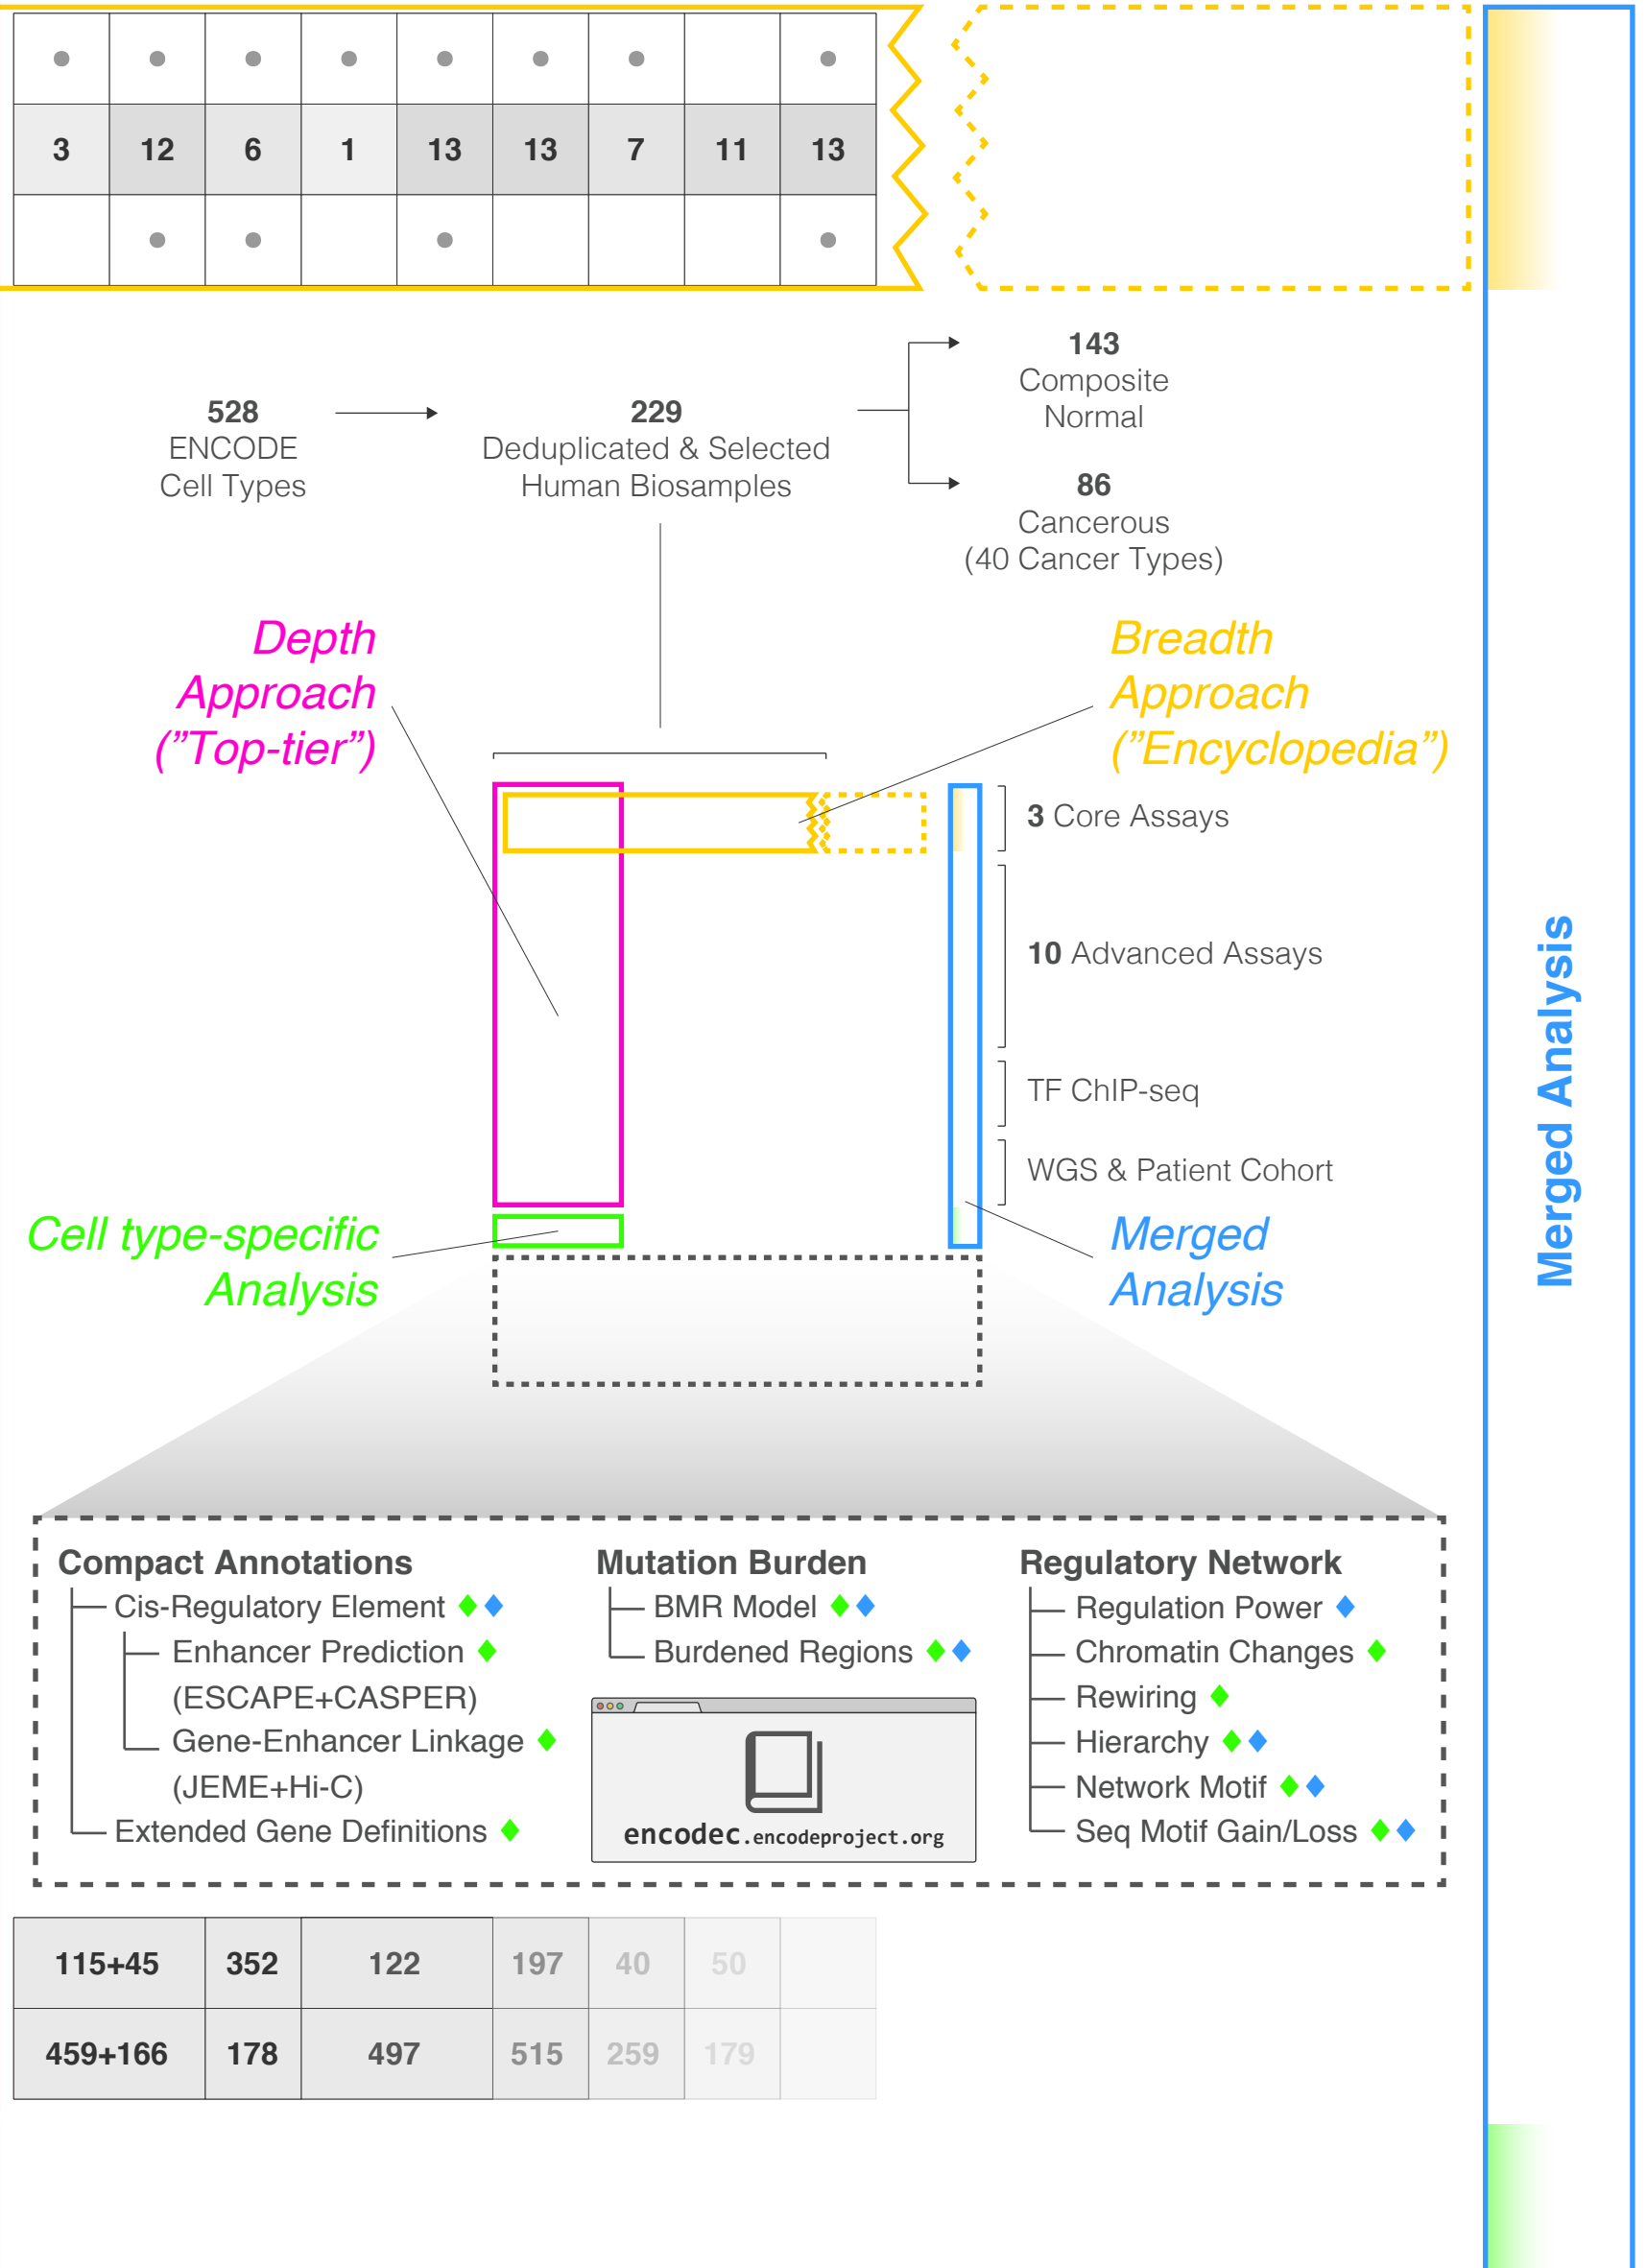 3 12 6 1 13 13 7 11 13
528
ENCODE
Cell Types
229
Deduplicated & Selected
Human Biosamples
143
Composite
Normal
86
Cancerous
(40 Cancer Types)
Depth
Approach
("Top-tier")
Breadth
Approach
("Encyclopedia")
3 Core Assays
10 Advanced Assays
TF ChIP-seq
WGS & Patient Cohort
Cell type-specific
Analysis
Merged
Analysis
Merged Analysis
Compact Annotations
Cis-Regulatory Element
Enhancer Prediction
(ESCAPE+CASPER)
Gene-Enhancer Linkage
(JEME+Hi-C)
Extended Gene Definitions
Mutation Burden
BMR Model
Burdened Regions
encodec.encodeproject.org
Regulatory Network
Regulation Power
Chromatin Changes
Rewiring
Hierarchy
Network Motif
Seq Motif Gain/Loss
115+45 352 122 197 40 50
459+166 178 497 515 259 179